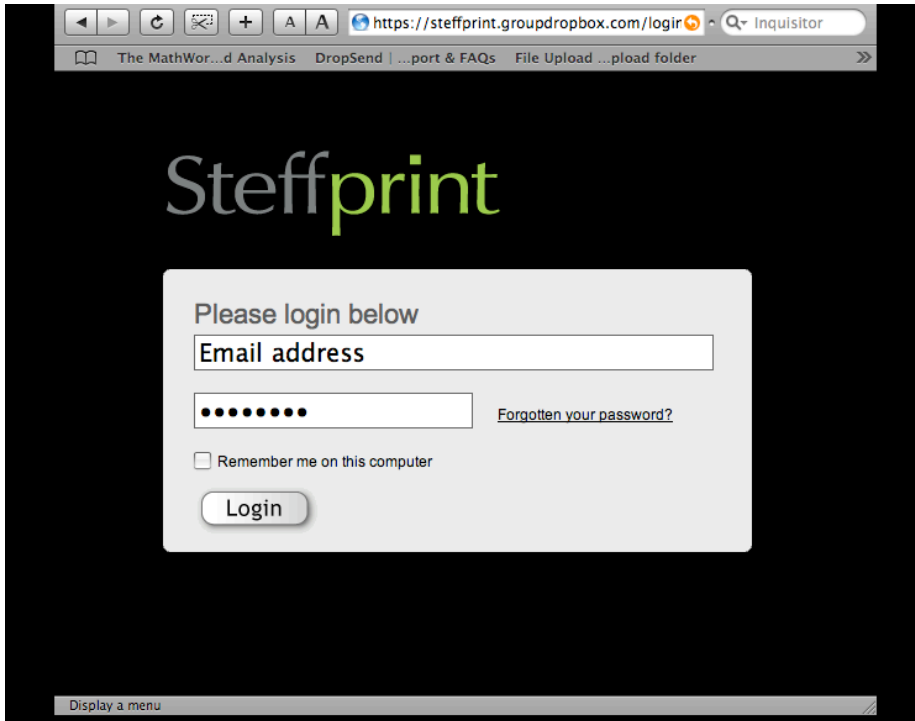 A A https://steffprint.groupdropbox.com/login Q Inquisitor
The MathWor...d Analysis DropSend | ...port & FAQs File Upload ...pload folder
Steffprint
Please login below
Email address
Forgotten your password?
Remember me on this computer
Login
Display a menu